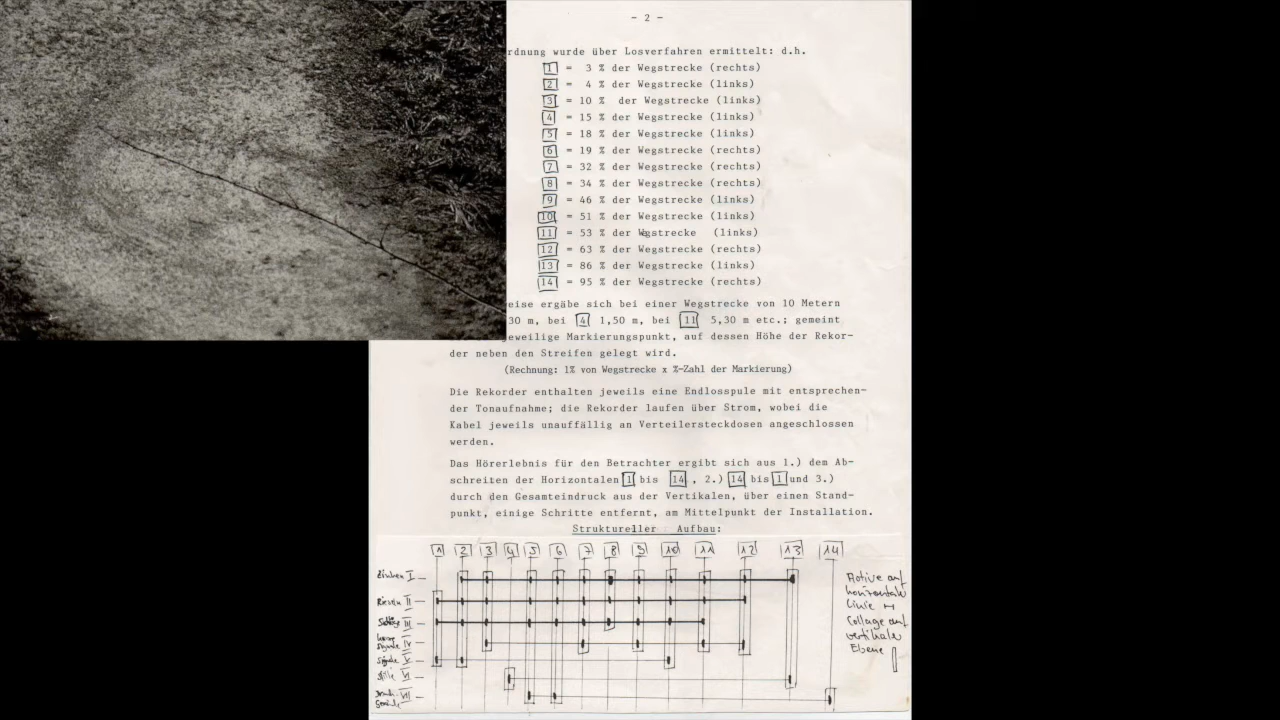 - 2 -
rdnung wurde über Losverfahren ermittelt: d.h.
1 = 3 % der Wegstrecke (rechts)
2 = 4 % der Wegstrecke (links)
3 = 10 % der Wegstrecke (links)
4 = 15 % der Wegstrecke (links)
5 = 18 % der Wegstrecke (links)
6 = 19 % der Wegstrecke (rechts)
7 = 32 % der Wegstrecke (rechts)
8 = 34 % der Wegstrecke (rechts)
9 = 46 % der Wegstrecke (links)
10 = 51 % der Wegstrecke (links)
11 = 53 % der Wegstrecke (links)
12 = 63 % der Wegstrecke (rechts)
13 = 86 % der Wegstrecke (links)
14 = 95 % der Wegstrecke (rechts)
eise ergäbe sich bei einer Wegstrecke von 10 Metern
30 m, bei 4 1,50 m, bei 11 5,30 m etc.; gemeint
eweilige Markierungspunkt, auf dessen Höhe der Rekor-
der neben den Streifen gelegt wird.
(Rechnung: 1% von Wegstrecke x %-Zahl der Markierung)
Die Rekorder enthalten jeweils eine Endlosspule mit entsprechen-
der Tonaufnahme; die Rekorder laufen über Strom, wobei die
Kabel jeweils unauffällig an Verteilersteckdosen angeschlossen
werden.
Das Hörerlebnis für den Betrachter ergibt sich aus 1.) dem Ab-
schreiten der Horizontalen 1 bis 14, 2.) 14 bis 1 und 3.)
durch den Gesamteindruck aus der Vertikalen, über einen Stand-
punkt, einige Schritte entfernt, am Mittelpunkt der Installation.
Struktureller Aufbau:
1 2 3 4 5 6 7 8 9 10 11 12 13 14
I
II
III
IV
V
VI
VII
auf
horizontale
Linie
Collage auf
vertikale
Ebene